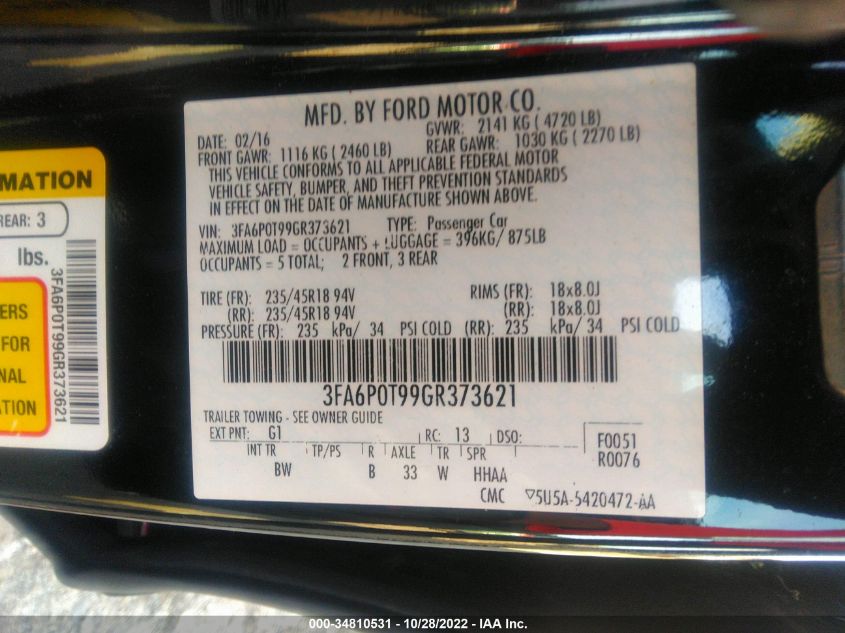 MFD. BY FORD MOTOR CO.
DATE: 02/16
GVWR: 2141 KG ( 4720 LB)
FRONT GAWR: 1116 KG ( 2460 LB)
REAR GAWR: 1030 KG ( 2270 LB)
THIS VEHICLE CONFORMS TO ALL APPLICABLE FEDERAL MOTOR
VEHICLE SAFETY, BUMPER, AND THEFT PREVENTION STANDARDS
IN EFFECT ON THE DATE OF MANUFACTURE SHOWN ABOVE.
VIN: 3FA6P0T99GR373621 TYPE: Passenger Car
MAXIMUM LOAD = OCCUPANTS + LUGGAGE = 396KG/ 875LB
OCCUPANTS = 5 TOTAL; 2 FRONT, 3 REAR
TIRE (FR): 235/45R18 94V RIMS (FR): 18x8.0J
(RR): 235/45R18 94V (RR): 18x8.0J
PRESSURE (FR): 235 kPa/ 34 PSI COLD (RR): 235 kPa/ 34 PSI COLD
3FA6P0T99GR373621
TRAILER TOWING - SEE OWNER GUIDE
EXT PNT: G1 RC: 13 DSO:
F0051
R0076
INT TR TP/PS R AXLE TR SPR
BW B 33 W HHAA
CMC ▽5U5A-5420472-AA
MATION
REAR: 3
lbs.
3FA6P0T99GR373621
ERS
FOR
NAL
ATION
000-34810531 - 10/28/2022 - IAA Inc.